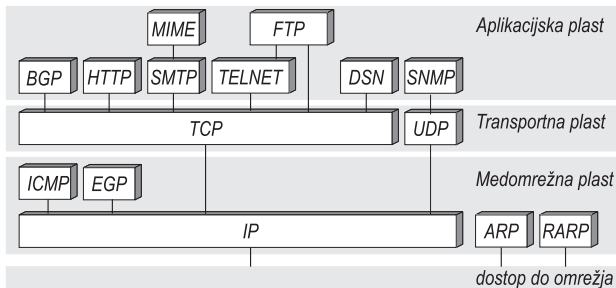 MIME FTP Aplikacijska plast
BGP HTTP SMTP TELNET DSN SNMP
TCP UDP Transportna plast
ICMP EGP Medomrežna plast
IP ARP RARP
dostop do omrežja